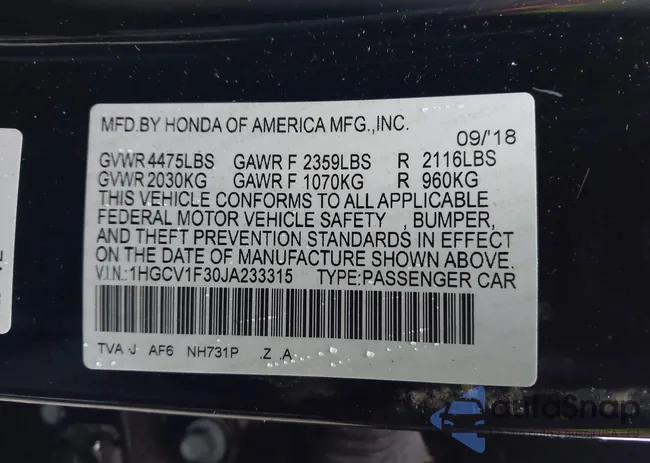 MFD.BY HONDA OF AMERICA MFG.,INC.
09/'18
GVWR 4475LBS GAWR F 2359LBS R 2116LBS
GVWR 2030KG GAWR F 1070KG R 960KG
THIS VEHICLE CONFORMS TO ALL APPLICABLE
FEDERAL MOTOR VEHICLE SAFETY , BUMPER,
AND THEFT PREVENTION STANDARDS IN EFFECT
ON THE DATE OF MANUFACTURE SHOWN ABOVE.
V.I.N.:1HGCV1F30JA233315 TYPE:PASSENGER CAR
TVA J AF6 NH731P .Z .A
autoSnap